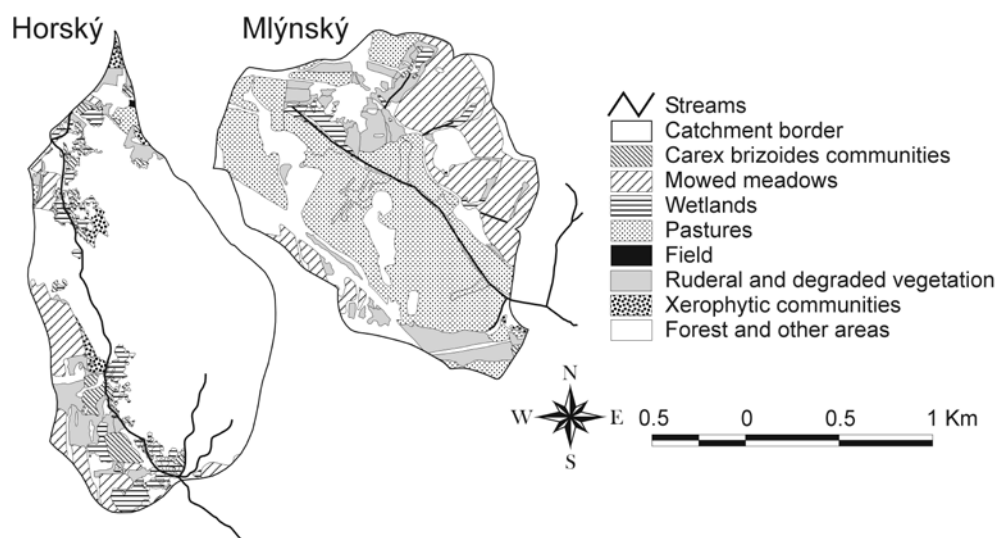 Horský
Mlýnský
Streams
Catchment border
Carex brizoides communities
Mowed meadows
Wetlands
Pastures
Field
Ruderal and degraded vegetation
Xerophytic communities
Forest and other areas
N
W E
S
0.5 0 0.5 1 Km